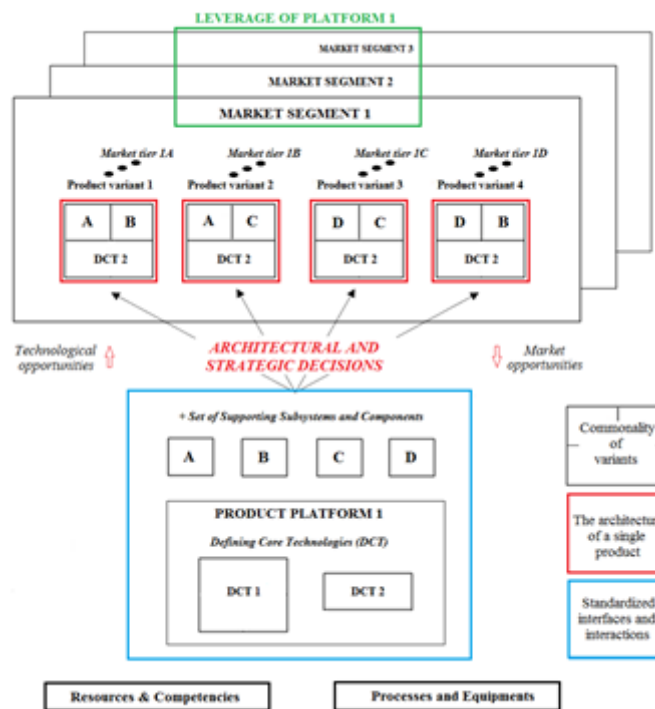 LEVERAGE OF PLATFORM 1
MARKET SEGMENT 3
MARKET SEGMENT 2
MARKET SEGMENT 1
Market tier 1A
Market tier 1B
Market tier 1C
Market tier 1D
Product variant 1
Product variant 2
Product variant 3
Product variant 4
A B
A C
D C
D B
DCT 2
DCT 2
DCT 2
DCT 2
Technological
opportunities
ARCHITECTURAL AND
STRATEGIC DECISIONS
Market
opportunities
+ Set of Supporting Subsystems and Components
A
B
C
D
PRODUCT PLATFORM 1
Defining Core Technologies (DCT)
DCT 1
DCT 2
Commonality
of
variants
The architectur
of a single
product
Standardized
interfaces and
interactions
Resources & Competencies
Processes and Equipments